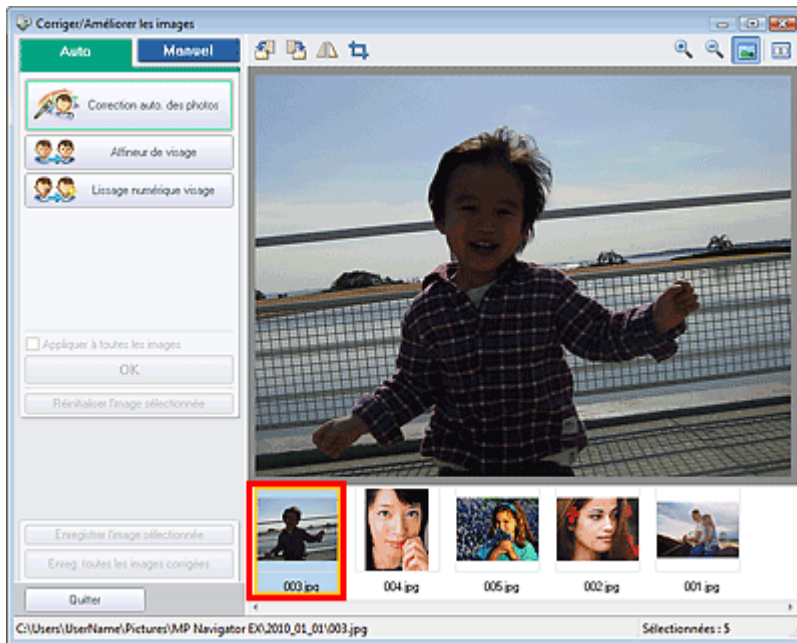 Corriger/Améliorer les images
Auto
Manuel
Correction auto. des photos
Affineur de visage
Lissage numérique visage
Appliquer à toutes les images
OK
Réinitialiser l'image sélectionnée
003.jpg
004.jpg
005.jpg
002.jpg
001.jpg
Enregistrer l'image sélectionnée
Enreg. toutes les images corrigées
Quitter
C:\Users\UserName\Pictures\MP Navigator EX\2010_01_01\003.jpg
Sélectionnées : 5